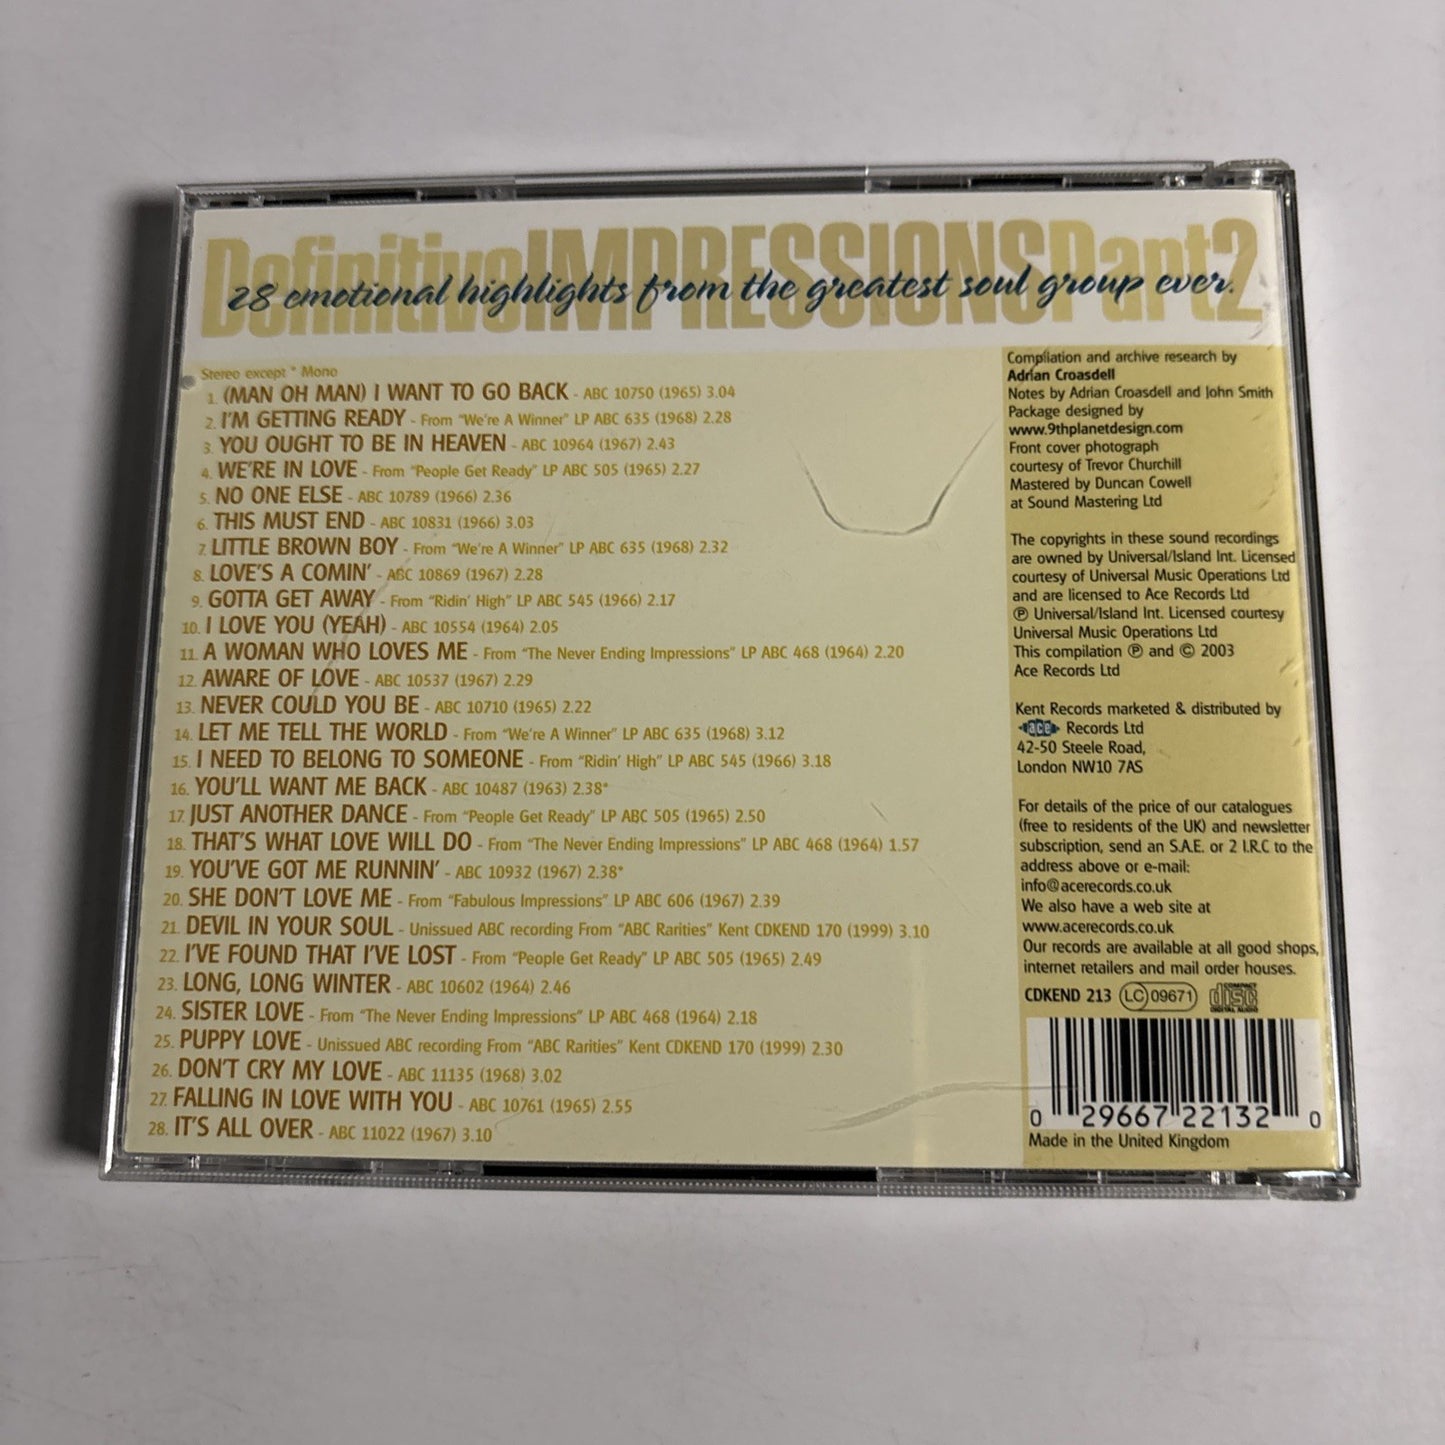 Definitive IMPRESSIONS Part 2
28 emotional highlights from the greatest soul group ever.
Stereo except * Mono
1. (MAN OH MAN) I WANT TO GO BACK - ABC 10750 (1965) 3.04
2. I'M GETTING READY - From "We're A Winner" LP ABC 635 (1968) 2.28
3. YOU OUGHT TO BE IN HEAVEN - ABC 10964 (1967) 2.43
4. WE'RE IN LOVE - From "People Get Ready" LP ABC 505 (1965) 2.27
5. NO ONE ELSE - ABC 10789 (1966) 2.36
6. THIS MUST END - ABC 10831 (1966) 3.03
7. LITTLE BROWN BOY - From "We're A Winner" LP ABC 635 (1968) 2.32
8. LOVE'S A COMIN' - ABC 10869 (1967) 2.28
9. GOTTA GET AWAY - From "Ridin' High" LP ABC 545 (1966) 2.17
10. I LOVE YOU (YEAH) - ABC 10554 (1964) 2.05
11. A WOMAN WHO LOVES ME - From "The Never Ending Impressions" LP ABC 468 (1964) 2.20
12. AWARE OF LOVE - ABC 10537 (1967) 2.29
13. NEVER COULD YOU BE - ABC 10710 (1965) 2.22
14. LET ME TELL THE WORLD - From "We're A Winner" LP ABC 635 (1968) 3.12
15. I NEED TO BELONG TO SOMEONE - From "Ridin' High" LP ABC 545 (1966) 3.18
16. YOU'LL WANT ME BACK - ABC 10487 (1963) 2.38*
17. JUST ANOTHER DANCE - From "People Get Ready" LP ABC 505 (1965) 2.50
18. THAT'S WHAT LOVE WILL DO - From "The Never Ending Impressions" LP ABC 468 (1964) 1.57
19. YOU'VE GOT ME RUNNIN' - ABC 10932 (1967) 2.38*
20. SHE DON'T LOVE ME - From "Fabulous Impressions" LP ABC 606 (1967) 2.39
21. DEVIL IN YOUR SOUL - Unissued ABC recording From "ABC Rarities" Kent CDKEND 170 (1999) 3.10
22. I'VE FOUND THAT I'VE LOST - From "People Get Ready" LP ABC 505 (1965) 2.49
23. LONG, LONG WINTER - ABC 10602 (1964) 2.46
24. SISTER LOVE - From "The Never Ending Impressions" LP ABC 468 (1964) 2.18
25. PUPPY LOVE - Unissued ABC recording From "ABC Rarities" Kent CDKEND 170 (1999) 2.30
26. DON'T CRY MY LOVE - ABC 11135 (1968) 3.02
27. FALLING IN LOVE WITH YOU - ABC 10761 (1965) 2.55
28. IT'S ALL OVER - ABC 11022 (1967) 3.10
Compilation and archive research by
Adrian Croasdell
Notes by Adrian Croasdell and John Smith
Package designed by
www.9thplanetdesign.com
Front cover photograph
courtesy of Trevor Churchill
Mastered by Duncan Cowell
at Sound Mastering Ltd
The copyrights in these sound recordings
are owned by Universal/Island Int. Licensed
courtesy of Universal Music Operations Ltd
and are licensed to Ace Records Ltd
℗ Universal/Island Int. Licensed courtesy
Universal Music Operations Ltd
This compilation ℗ and © 2003
Ace Records Ltd
Kent Records marketed & distributed by
ace Records Ltd
42-50 Steele Road,
London NW10 7AS
For details of the price of our catalogues
(free to residents of the UK) and newsletter
subscription, send an S.A.E. or 2 I.R.C to the
address above or e-mail:
info@acerecords.co.uk
We also have a web site at
www.acerecords.co.uk
Our records are available at all good shops,
internet retailers and mail order houses.
CDKEND 213 LC 09671 COMPACT disc DIGITAL AUDIO
0 29667 22132 0
Made in the United Kingdom